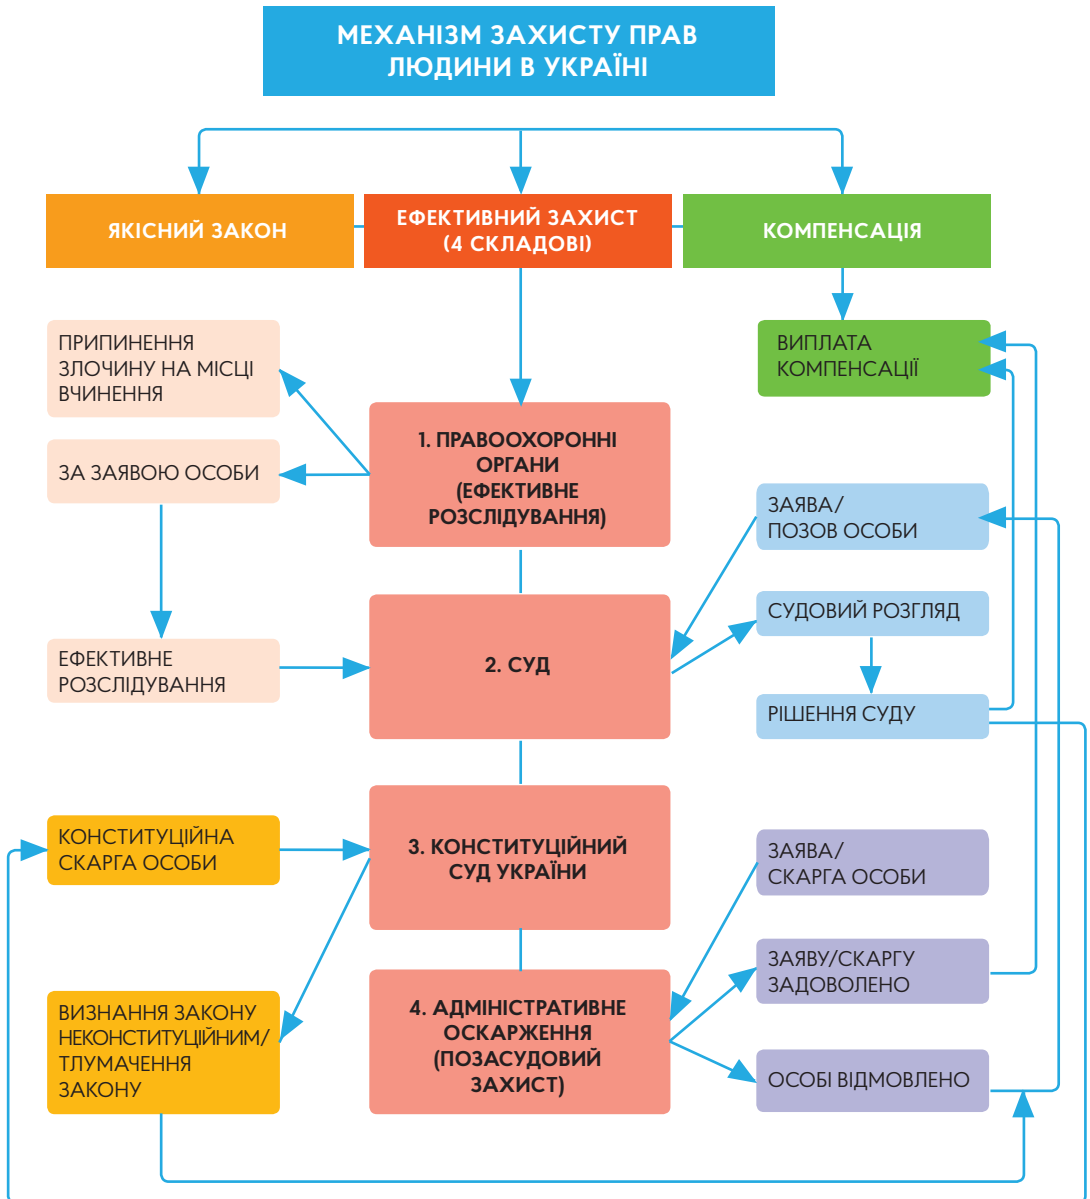 МЕХАНІЗМ ЗАХИСТУ ПРАВ
ЛЮДИНИ В УКРАЇНІ
ЯКІСНИЙ ЗАКОН
ЕФЕКТИВНИЙ ЗАХИСТ
(4 СКЛАДОВІ)
КОМПЕНСАЦІЯ
ПРИПИНЕННЯ
ЗЛОЧИНУ НА МІСЦІ
ВЧИНЕННЯ
ВИПЛАТА
КОМПЕНСАЦІЇ
ЗА ЗАЯВОЮ ОСОБИ
1. ПРАВООХОРОННІ
ОРГАНИ
(ЕФЕКТИВНЕ
РОЗСЛІДУВАННЯ)
ЗАЯВА/
ПОЗОВ ОСОБИ
СУДОВИЙ РОЗГЛЯД
ЕФЕКТИВНЕ
РОЗСЛІДУВАННЯ
2. СУД
РІШЕННЯ СУДУ
КОНСТИТУЦІЙНА
СКАРГА ОСОБИ
3. КОНСТИТУЦІЙНИЙ
СУД УКРАЇНИ
ЗАЯВА/
СКАРГА ОСОБИ
ЗАЯВУ/СКАРГУ
ЗАДОВОЛЕНО
ВИЗНАННЯ ЗАКОНУ
НЕКОНСТИТУЦІЙНИМ/
ТЛУМАЧЕННЯ
ЗАКОНУ
4. АДМІНІСТРАТИВНЕ
ОСКАРЖЕННЯ
(ПОЗАСУДОВИЙ
ЗАХИСТ)
ОСОБІ ВІДМОВЛЕНО